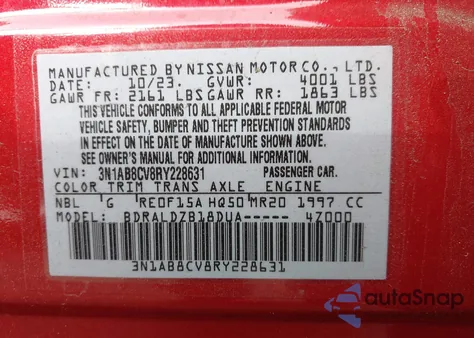 MANUFACTURED BY NISSAN MOTOR CO., LTD.
DATE: 10/23. GVWR: 4001 LBS
GAWR FR: 2161 LBS GAWR RR: 1863 LBS
THIS VEHICLE CONFORMS TO ALL APPLICABLE FEDERAL MOTOR
VEHICLE SAFETY, BUMPER AND THEFT PREVENTION STANDARDS
IN EFFECT ON THE DATE OF MANUFACTURE SHOWN ABOVE.
SEE OWNER'S MANUAL FOR ADDITIONAL INFORMATION.
VIN: 3N1AB8CV8RY228631 PASSENGER CAR.
COLOR TRIM TRANS AXLE ENGINE
NBL G RE0F15A HQ50 MR20 1997 CC
MODEL: BDRALDZB18DUA- 4Z000
3N1AB8CV8RY228631
autoSnap